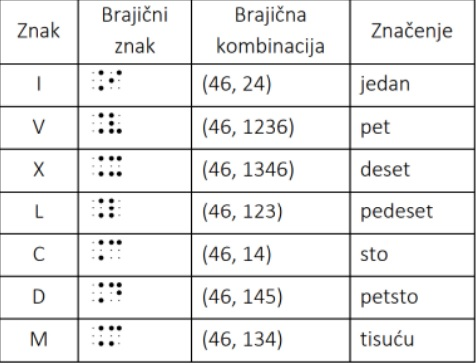 Znak Brajični znak Brajična kombinacija Značenje
I ⠨⠊ (46, 24) jedan
V ⠨⠧ (46, 1236) pet
X ⠨⠭ (46, 1346) deset
L ⠨⠇ (46, 123) pedeset
C ⠨⠉ (46, 14) sto
D ⠨⠙ (46, 145) petsto
M ⠨⠍ (46, 134) tisuću